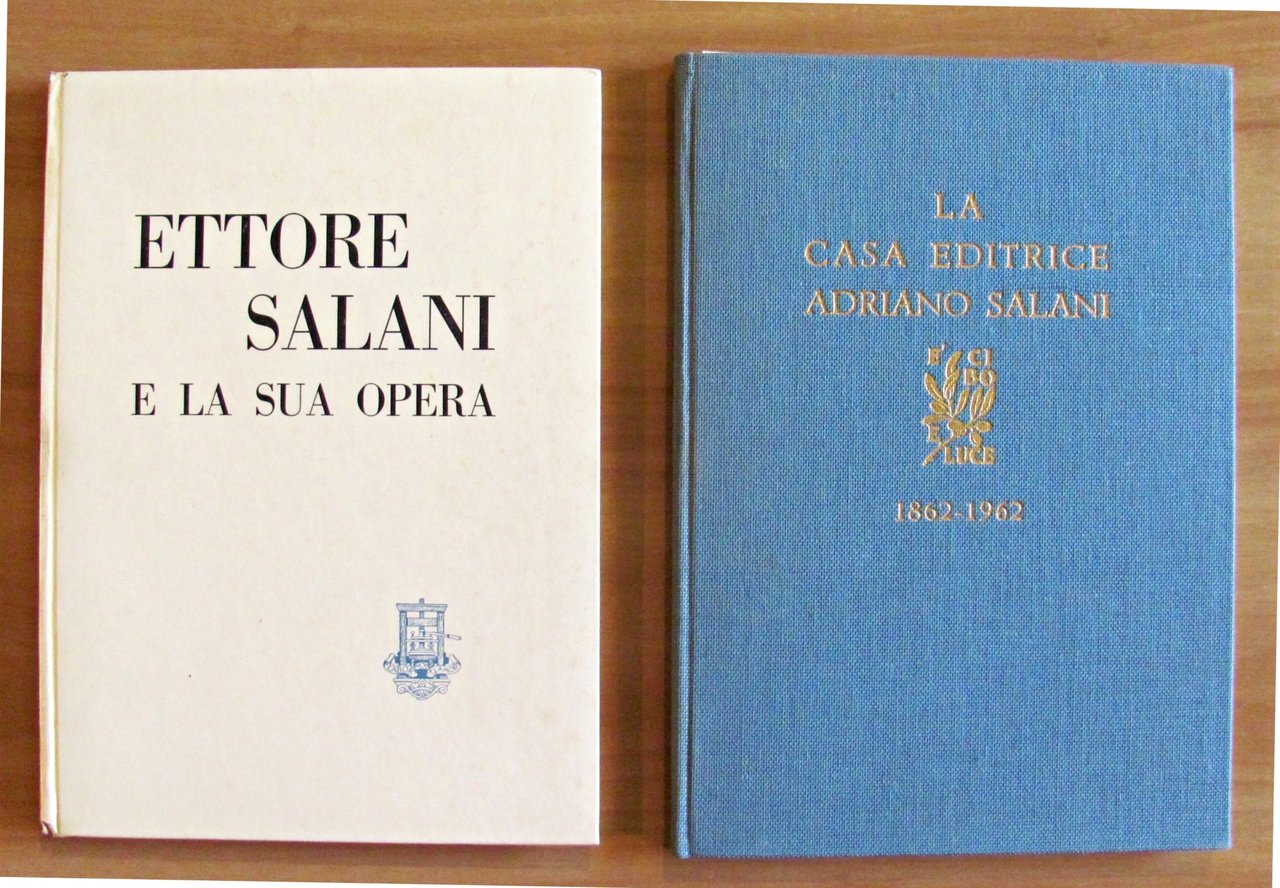 ETTORE
SALANI
E LA SUA OPERA
LA
CASA EDITRICE
ADRIANO SALANI
E' CI
BO
E
LUCE
1862-1962